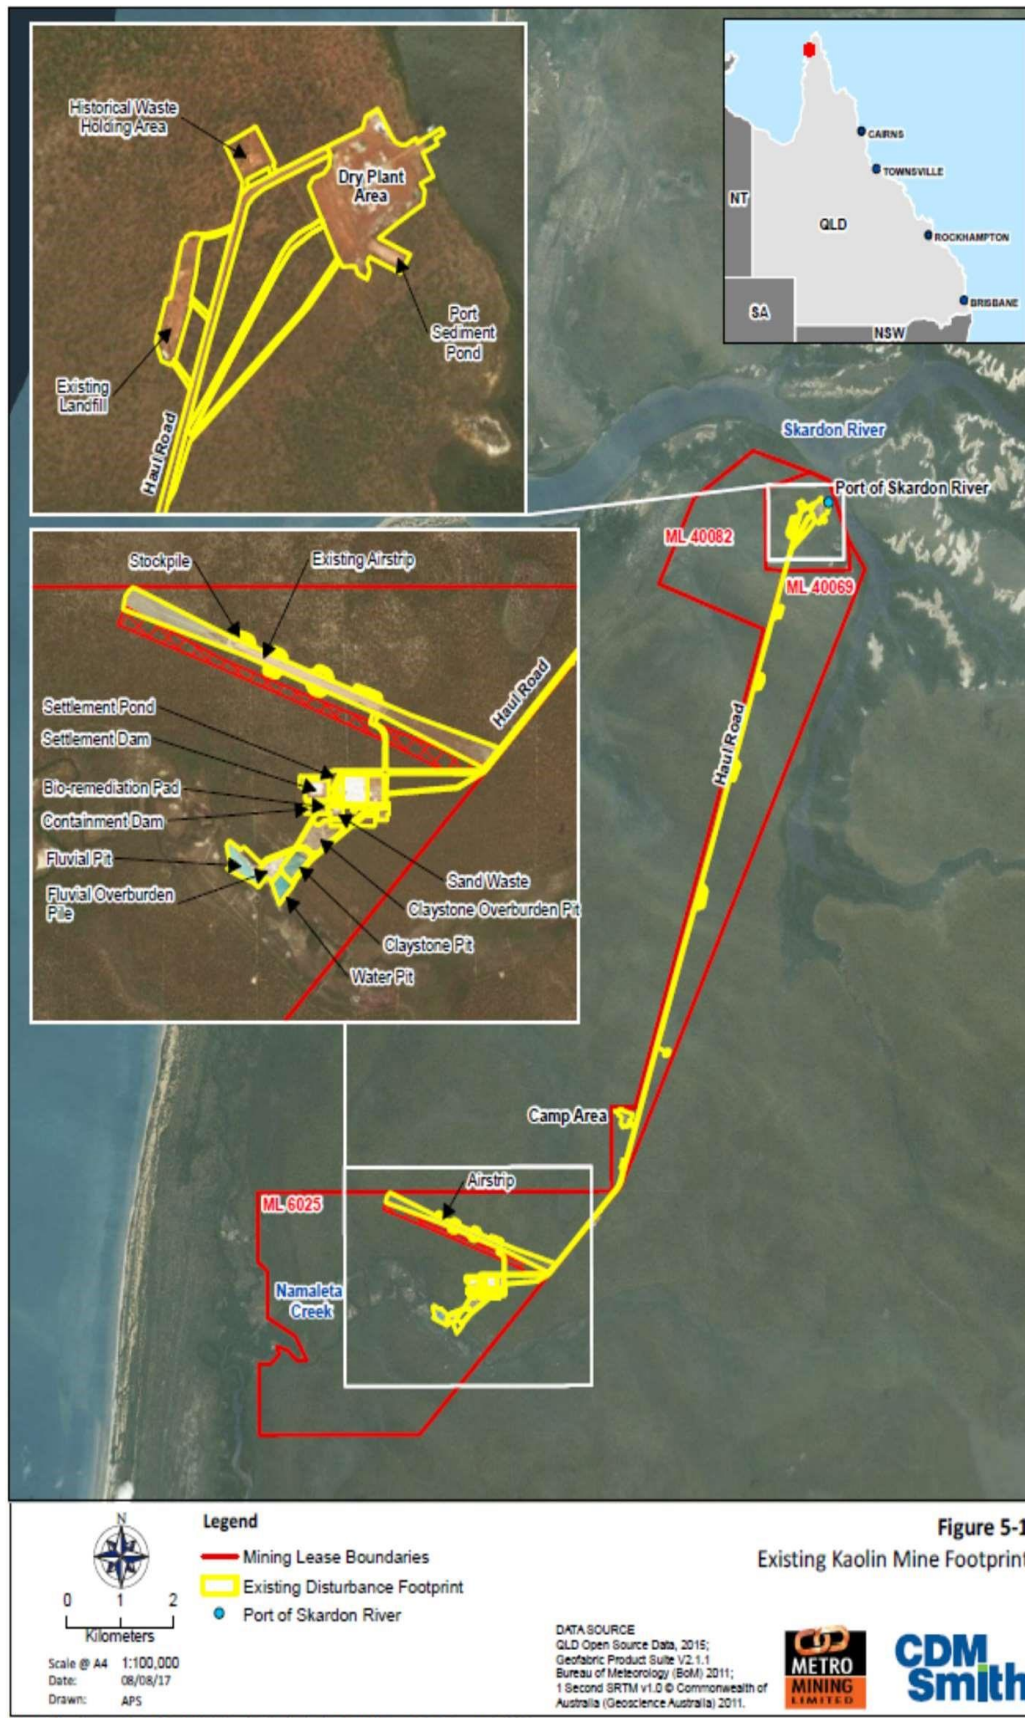 Historical Waste
Holding Area
Dry Plant
Area
Port
Sediment
Pond
Existing
Landfill
Haul Road
CAIRNS
TOWNSVILLE
NT
QLD
ROCKHAMPTON
BRISBANE
SA
NSW
Skardon River
Port of Skardon River
ML 40082
ML 40069
Haul Road
Stockpile
Existing Airstrip
Haul Road
Settlement Pond
Settlement Dam
Bio-remediation Pad
Containment Dam
Fluvial Pit
Fluvial Overburden
Pile
Sand Waste
Claystone Overburden Pit
Claystone Pit
Water Pit
Camp Area
ML 6025
Airstrip
Namaleta
Creek
N
0 1 2
Kilometers
Scale @ A4 1:100,000
Date: 08/08/17
Drawn: APS
Legend
Mining Lease Boundaries
Existing Disturbance Footprint
Port of Skardon River
Figure 5-1
Existing Kaolin Mine Footprint
DATA SOURCE
QLD Open Source Data, 2015;
Geofabric Product Suite V2.1.1
Bureau of Meteorology (BoM) 2011;
1 Second SRTM v1.0 © Commonwealth of
Australia (Geoscience Australia) 2011.
METRO
MINING
LIMITED
CDM
Smith